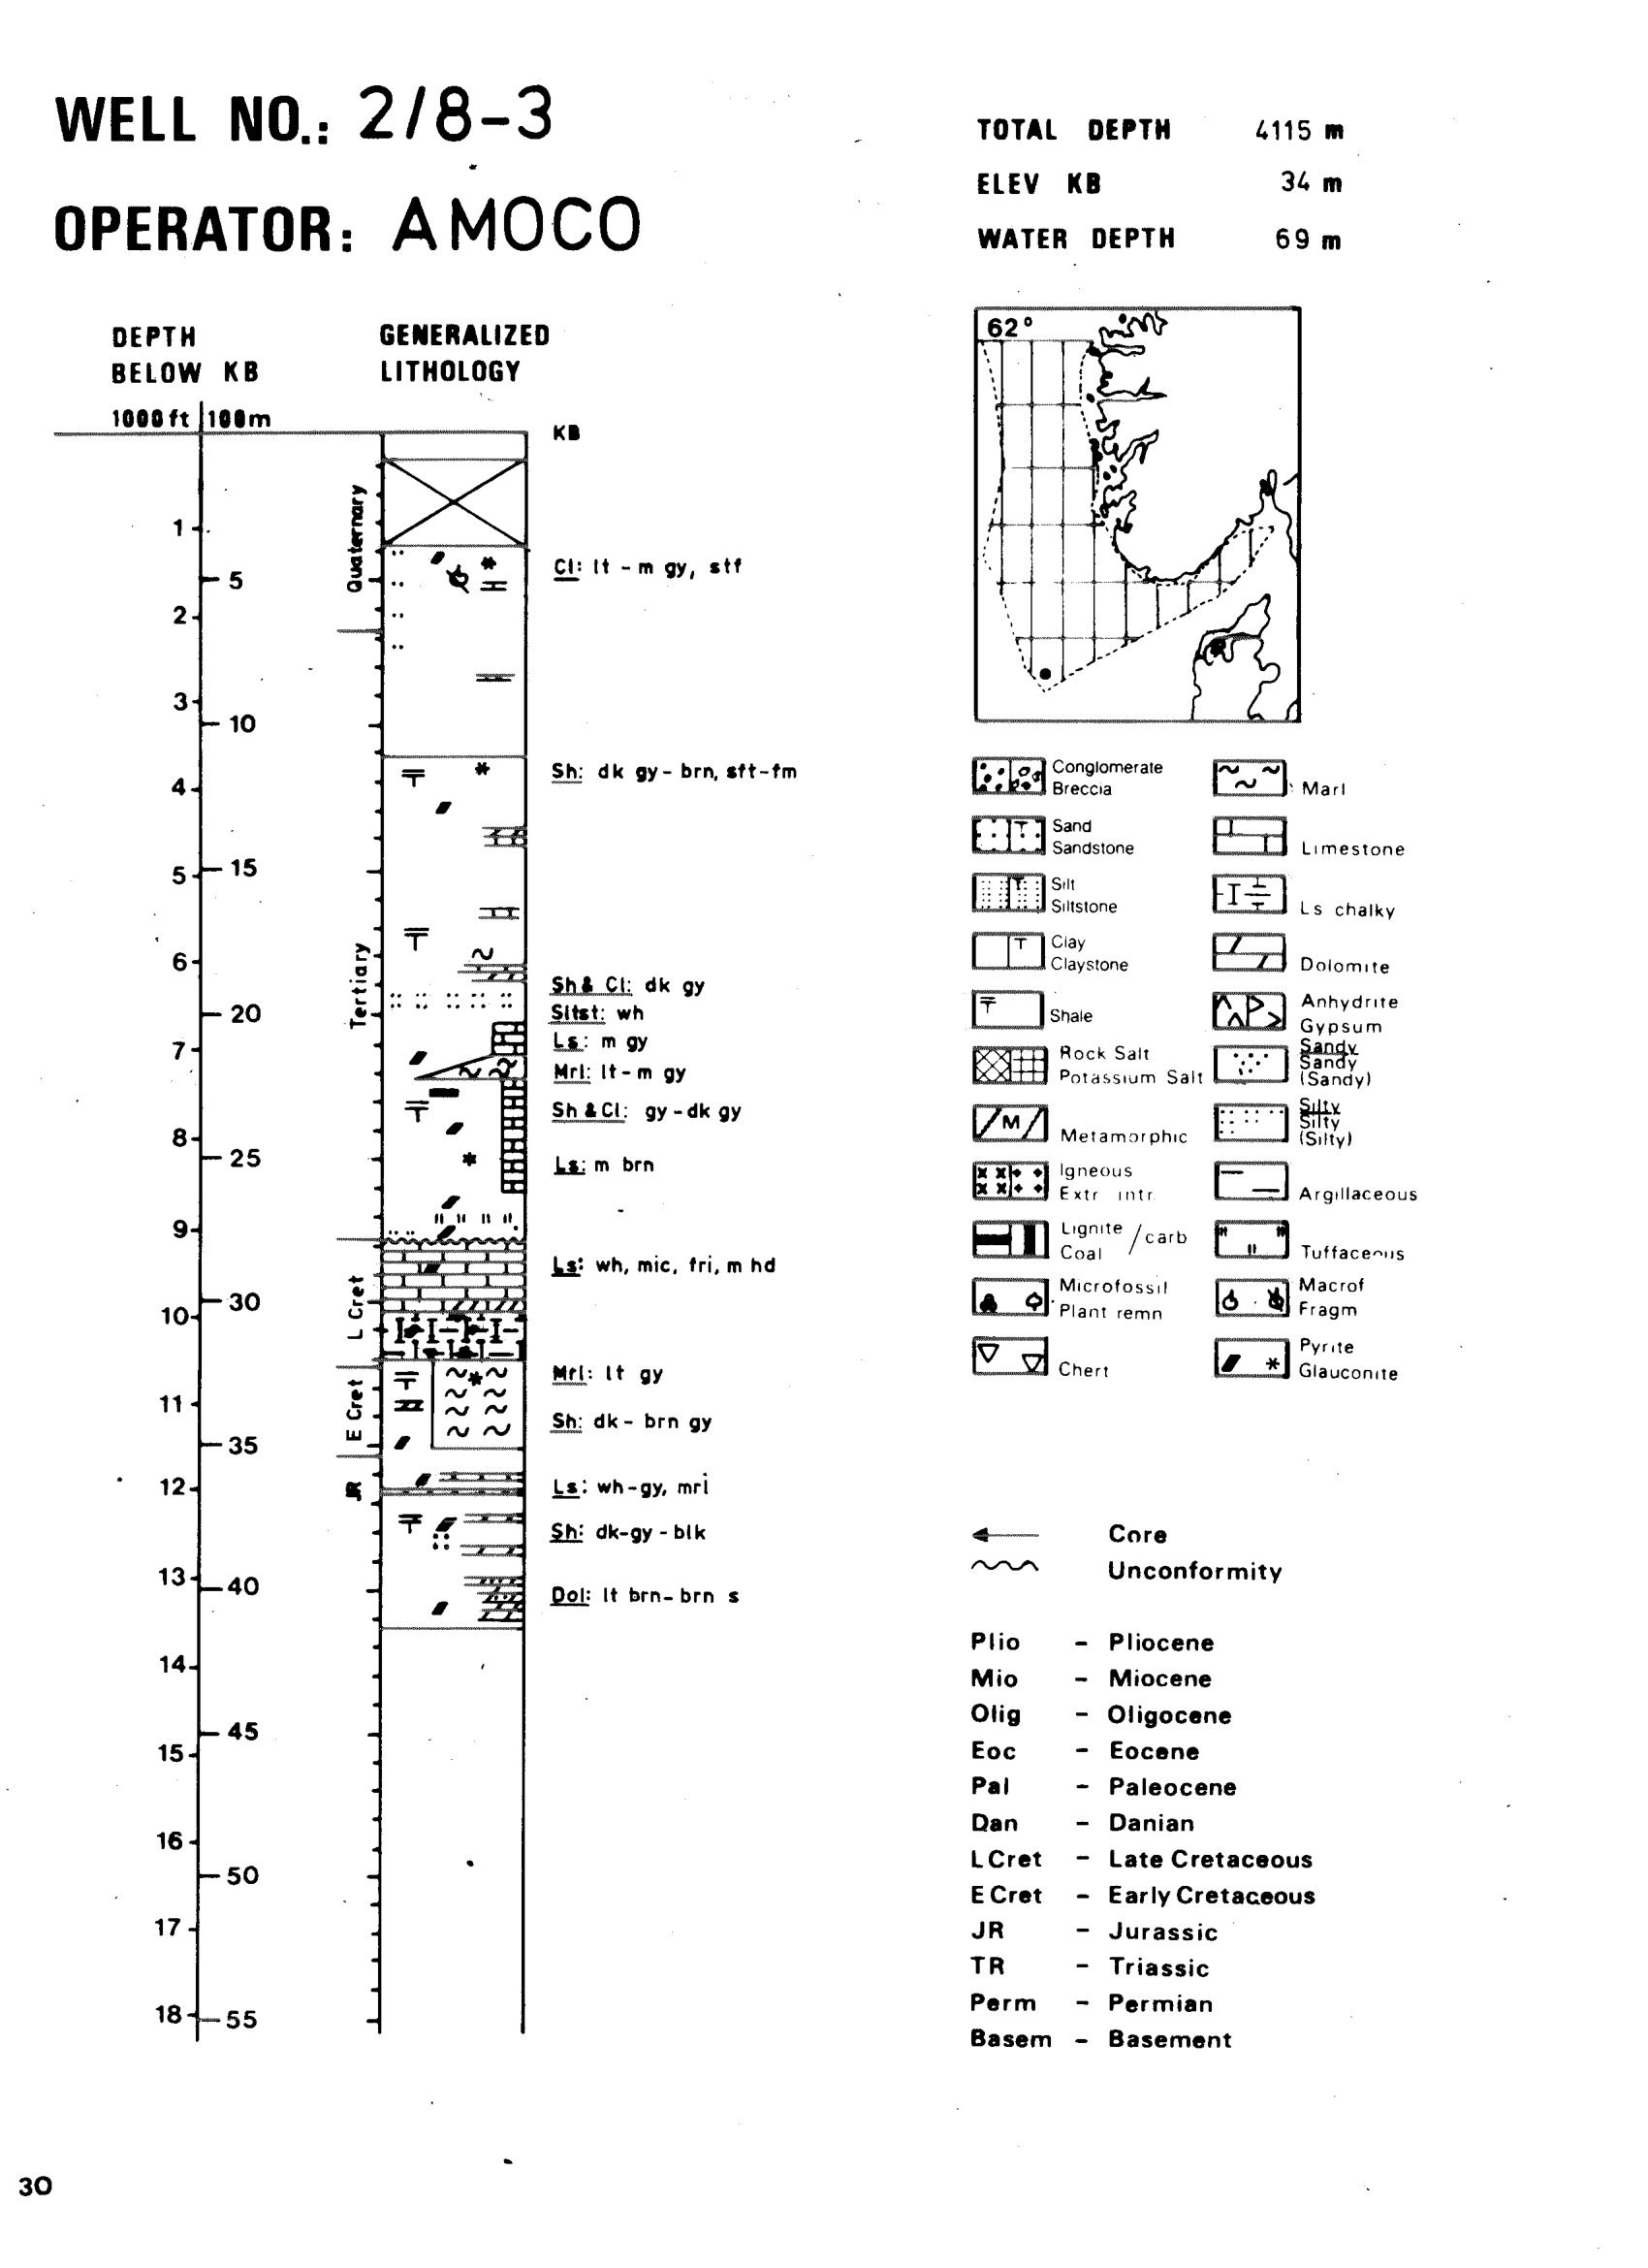 WELL NO.: 2/8-3
OPERATOR: AMOCO
TOTAL DEPTH 4115 m
ELEV KB 34 m
WATER DEPTH 69 m
DEPTH
BELOW KB
1000 ft 100m
GENERALIZED
LITHOLOGY
KB
1
5
2
3
10
4
5
15
6
20
7
8
25
9
10
30
11
35
12
13
40
14
45
15
16
50
17
18
55
Quaternary
Tertiary
L Cret
E Cret
JR
Cl: lt - m gy, stf
Sh: dk gy - brn, sft-fm
Sh & Cl: dk gy
Sltst: wh
Ls: m gy
Mrl: lt - m gy
Sh & Cl: gy - dk gy
Ls: m brn
Ls: wh, mic, fri, m hd
Mrl: lt gy
Sh: dk - brn gy
Ls: wh-gy, mrl
Sh: dk-gy - blk
Dol: lt brn - brn s
62°
Conglomerate
Breccia
Marl
Sand
Sandstone
Limestone
Silt
Siltstone
Ls chalky
Clay
Claystone
Dolomite
Shale
Anhydrite
Gypsum
Rock Salt
Potassium Salt
Sandy
Sandy
(Sandy)
M
Metamorphic
Silty
Silty
(Silty)
Igneous
Extr intr
Argillaceous
Lignite / carb
Coal
Tuffaceous
Microfossil
Plant remn
Macrof
Fragm
Chert
Pyrite
Glauconite
Core
Unconformity
Plio - Pliocene
Mio - Miocene
Olig - Oligocene
Eoc - Eocene
Pal - Paleocene
Dan - Danian
L Cret - Late Cretaceous
E Cret - Early Cretaceous
JR - Jurassic
TR - Triassic
Perm - Permian
Basem - Basement
30